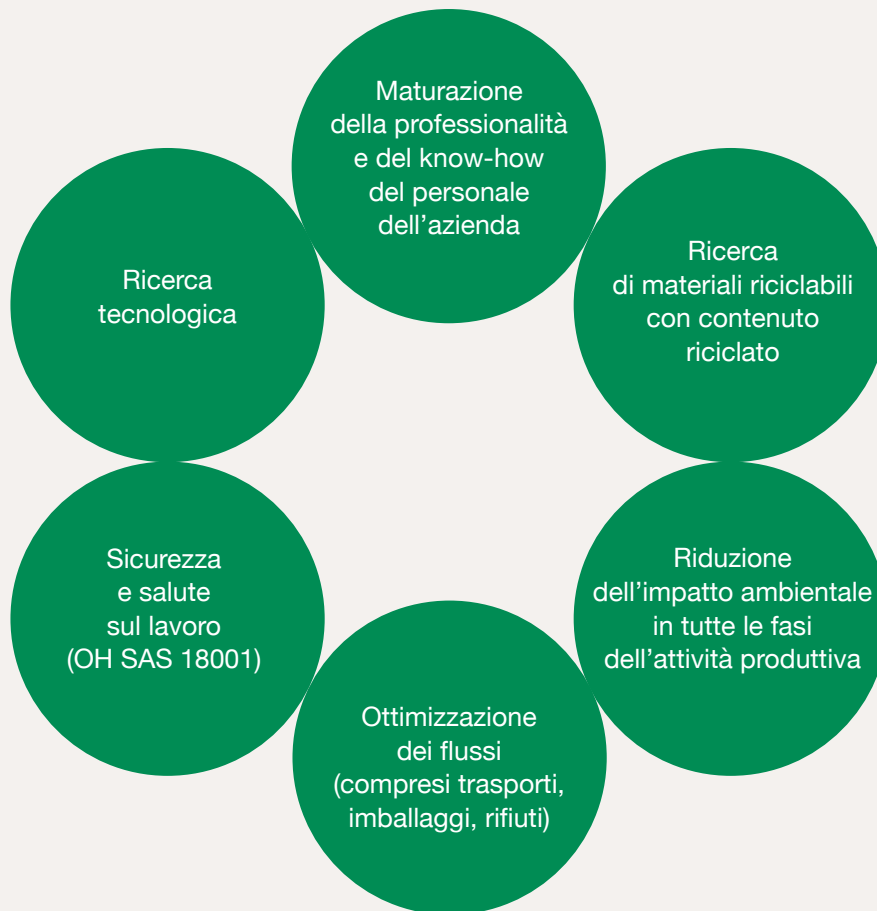 Maturazione
della professionalità
e del know-how
del personale
dell’azienda
Ricerca
di materiali riciclabili
con contenuto
riciclato
Riduzione
dell’impatto ambientale
in tutte le fasi
dell’attività produttiva
Ottimizzazione
dei flussi
(compresi trasporti,
imballaggi, rifiuti)
Sicurezza
e salute
sul lavoro
(OH SAS 18001)
Ricerca
tecnologica